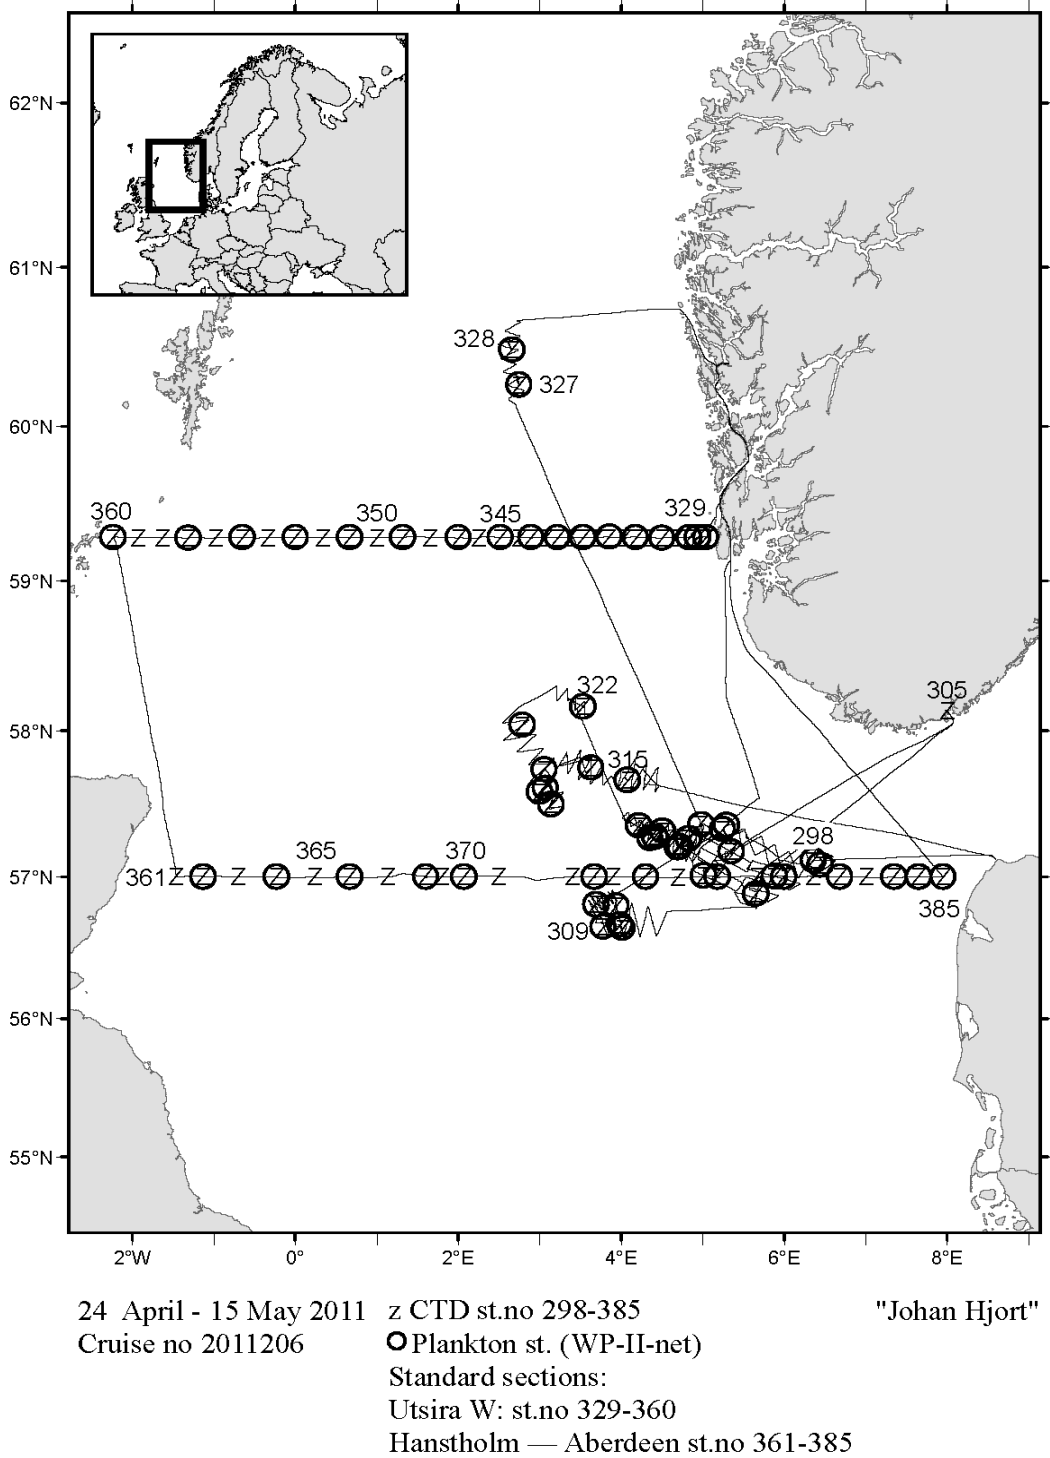 62°N
61°N
328
327
60°N
360
350
345
329
59°N
322
305
58°N
315
298
365
370
361
57°N
385
309
56°N
55°N
2°W
0°
2°E
4°E
6°E
8°E
24 April - 15 May 2011
z CTD st.no 298-385
"Johan Hjort"
Cruise no 2011206
Plankton st. (WP-II-net)
Standard sections:
Utsira W: st.no 329-360
Hanstholm — Aberdeen st.no 361-385